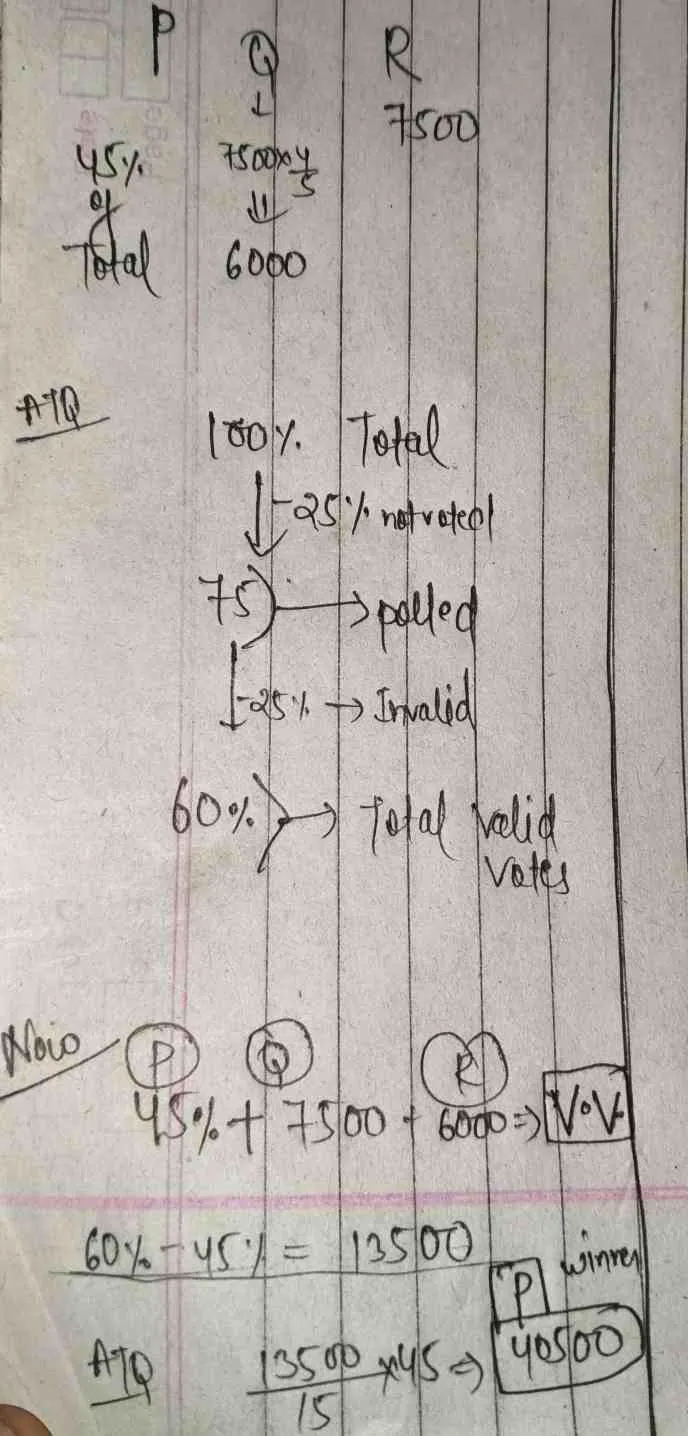 P Q R
↓ 7500
45% 7500×4/5
of ⇓
Total 6000
ATQ
100% Total
-25% not voted
75 → polled
-25% → Invalid
60% → Total valid
votes
Now P Q R
45% + 7500 + 6000 ⇒ V.V.
60% - 45% = 13500
P winner
ATQ 13500/15 ×45 ⇒ 40500